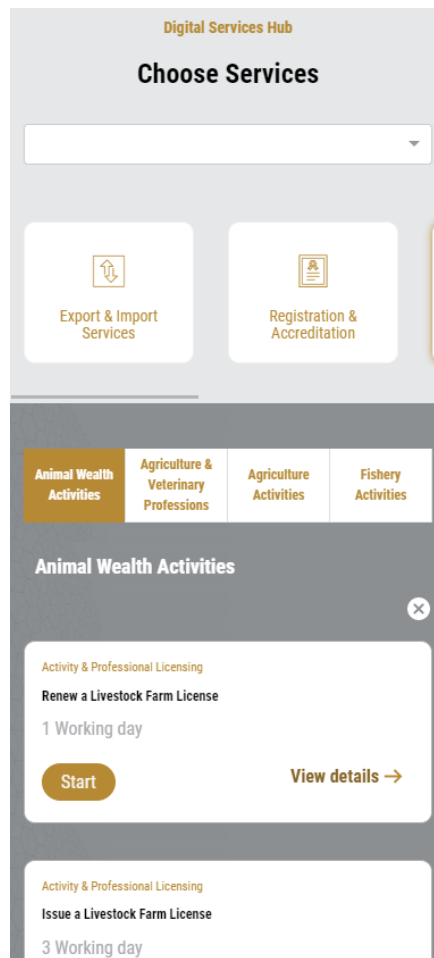 Digital Services Hub
Choose Services
Export & Import
Services
Registration &
Accreditation
Animal Wealth
Activities
Agriculture &
Veterinary
Professions
Agriculture
Activities
Fishery
Activities
Animal Wealth Activities
Activity & Professional Licensing
Renew a Livestock Farm License
1 Working day
Start
View details →
Activity & Professional Licensing
Issue a Livestock Farm License
3 Working day